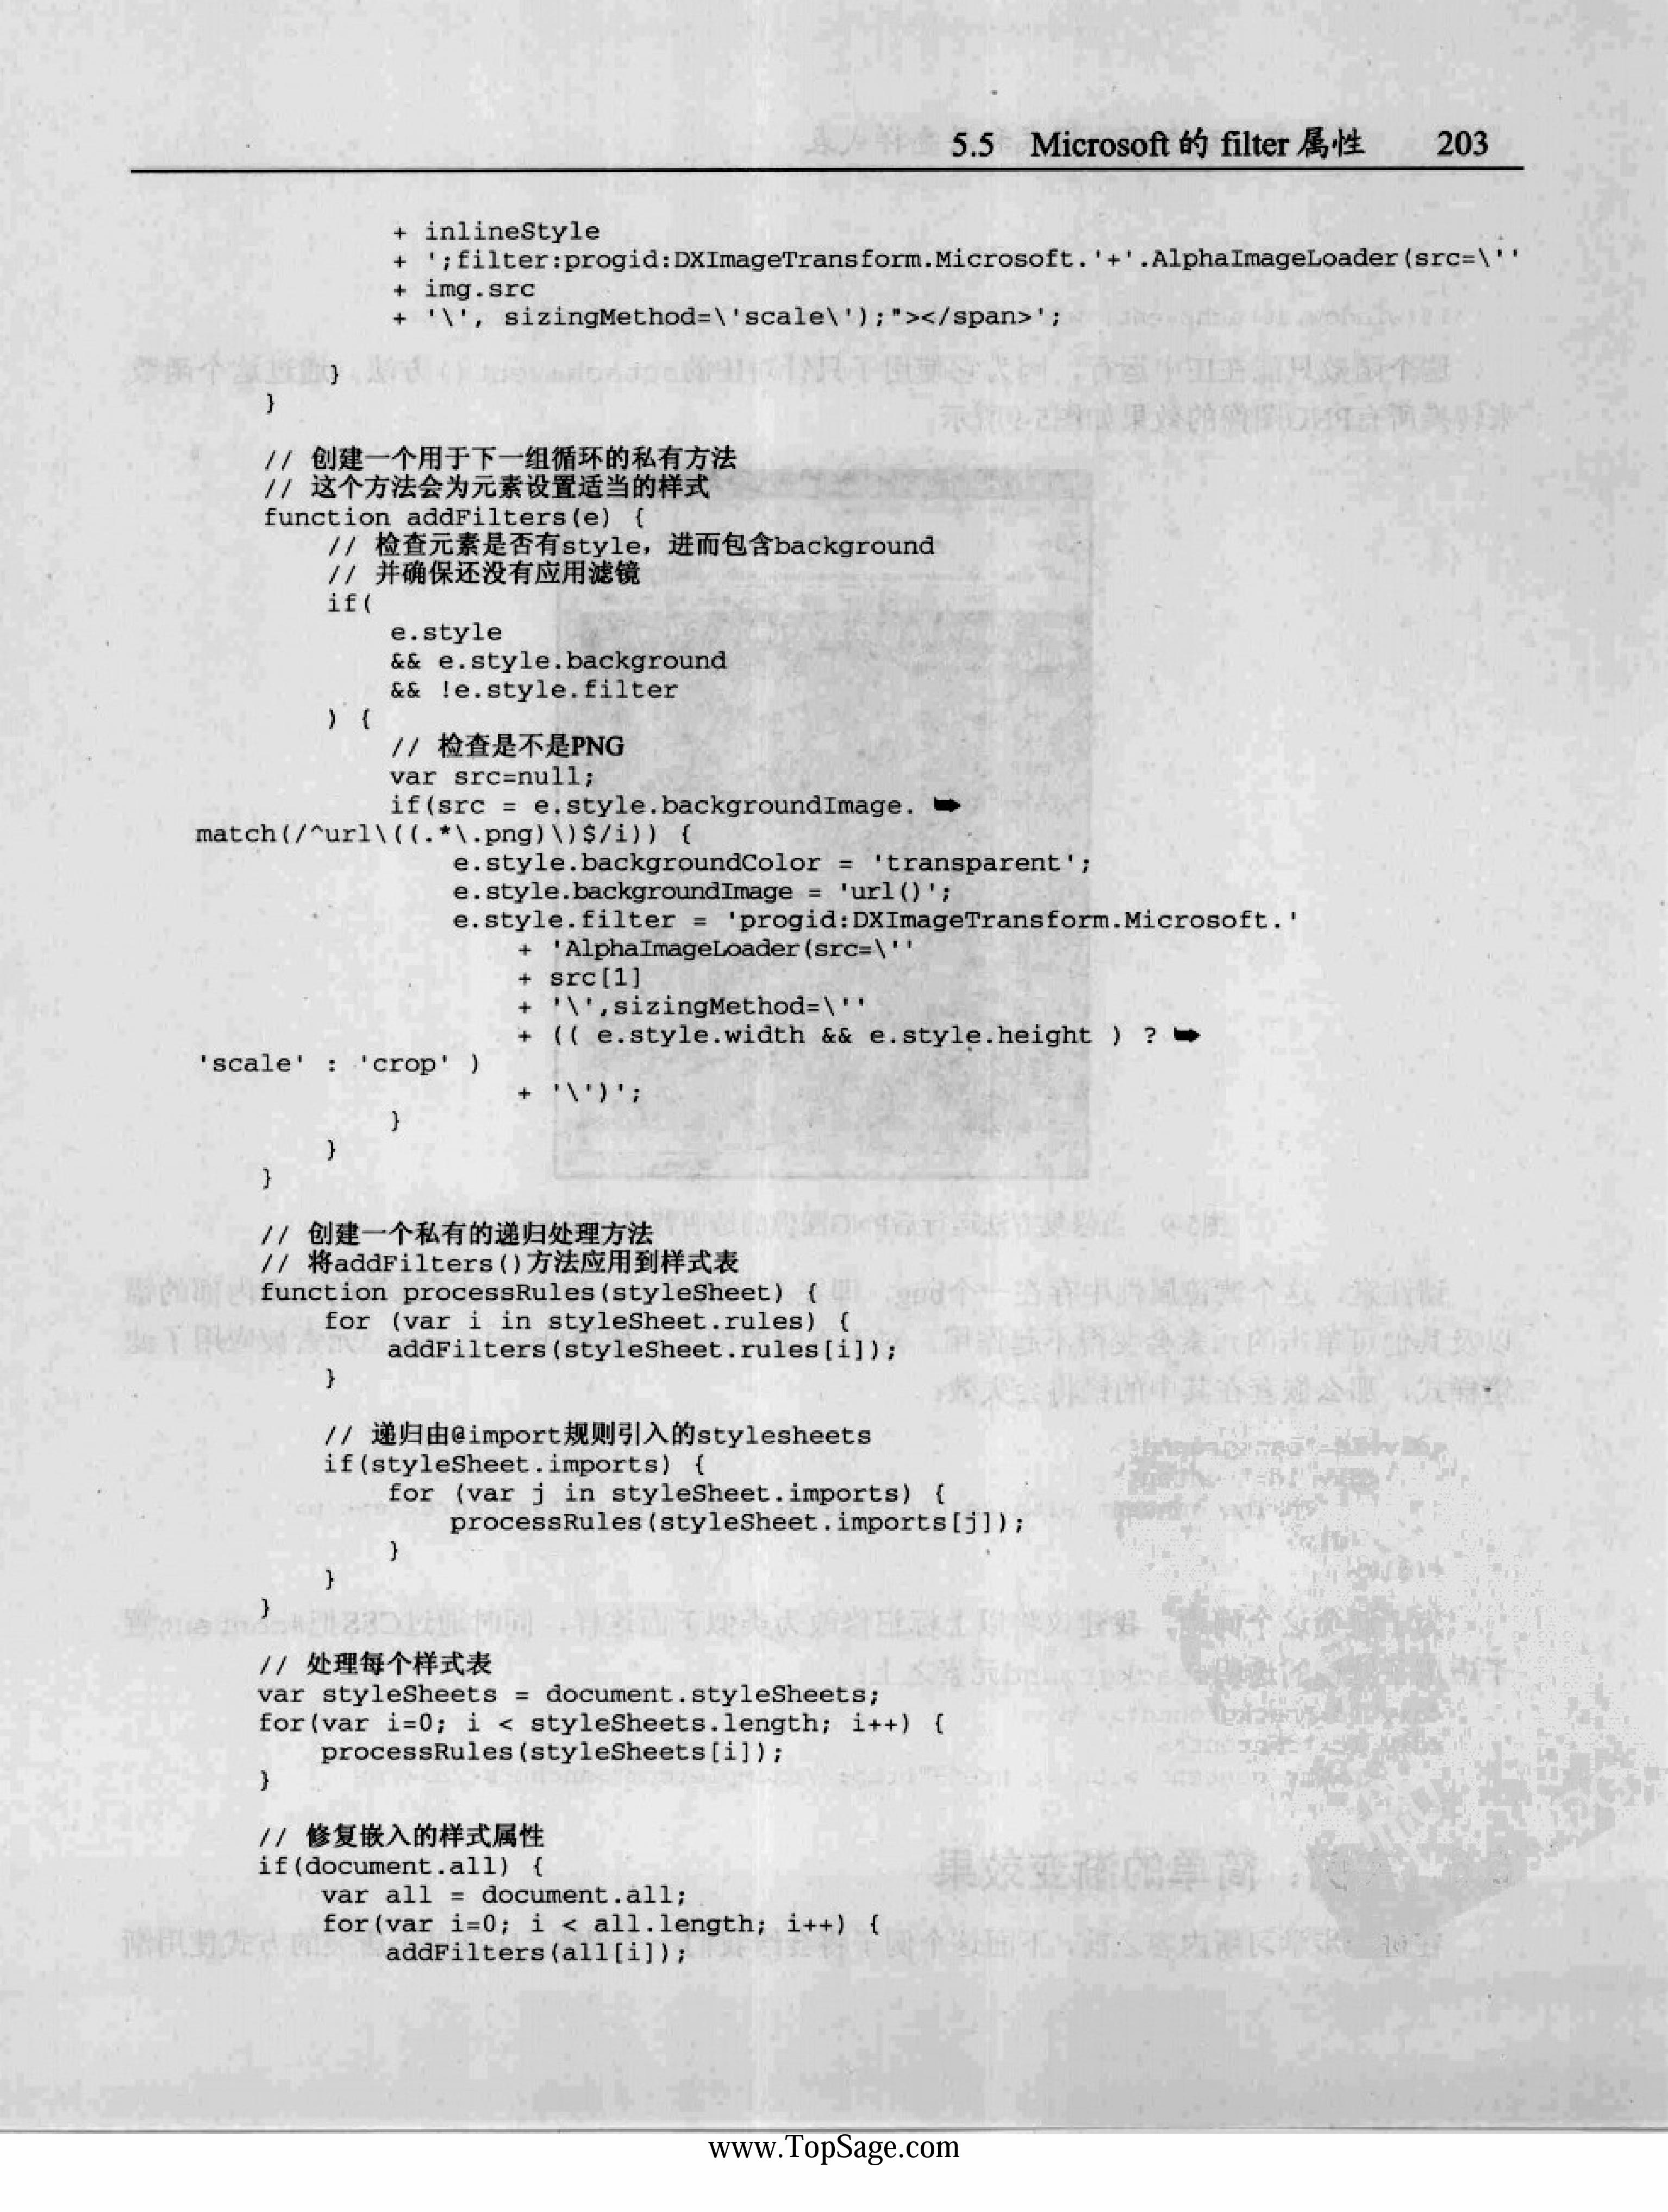 5.5 Microsoft 的 filter 属性 203
+ inlineStyle
+ ';filter:progid:DXImageTransform.Microsoft.'+'.AlphaImageLoader(src=\''
+ img.src
+ '\', sizingMethod=\'scale\');"></span>';
}
}
// 创建一个用于下一组循环的私有方法
// 这个方法会为元素设置适当的样式
function addFilters(e) {
// 检查元素是否有style，进而包含background
// 并确保还没有应用滤镜
if(
e.style
&& e.style.background
&& !e.style.filter
) {
// 检查是不是PNG
var src=null;
if(src = e.style.backgroundImage. ➥
match(/^url\((.*\.png)\)$/i)) {
e.style.backgroundColor = 'transparent';
e.style.backgroundImage = 'url()';
e.style.filter = 'progid:DXImageTransform.Microsoft.'
+ 'AlphaImageLoader(src=\''
+ src[1]
+ '\',sizingMethod=\''
+ (( e.style.width && e.style.height ) ? ➥
'scale' : 'crop' )
+ '\')';
}
}
}
// 创建一个私有的递归处理方法
// 将addFilters()方法应用到样式表
function processRules(styleSheet) {
for (var i in styleSheet.rules) {
addFilters(styleSheet.rules[i]);
}
// 递归由@import规则引入的stylesheets
if(styleSheet.imports) {
for (var j in styleSheet.imports) {
processRules(styleSheet.imports[j]);
}
}
}
// 处理每个样式表
var styleSheets = document.styleSheets;
for(var i=0; i < styleSheets.length; i++) {
processRules(styleSheets[i]);
}
// 修复嵌入的样式属性
if(document.all) {
var all = document.all;
for(var i=0; i < all.length; i++) {
addFilters(all[i]);
www.TopSage.com